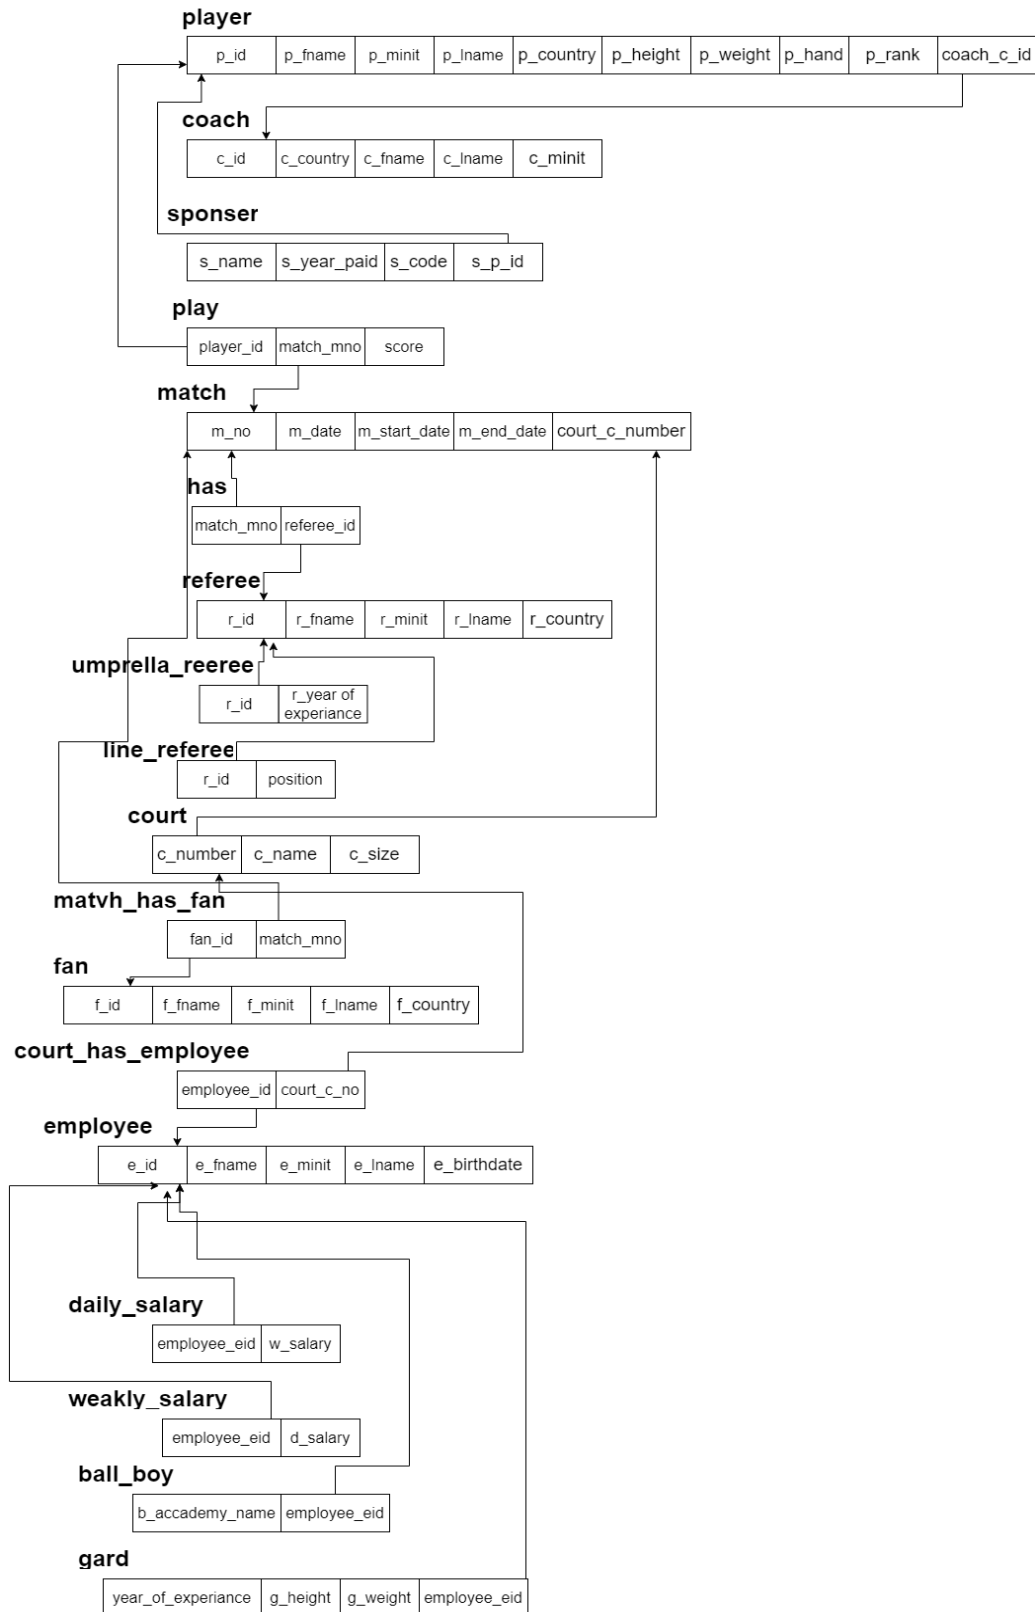 player
p_id p_fname p_minit p_lname p_country p_height p_weight p_hand p_rank coach_c_id
coach
c_id c_country c_fname c_lname c_minit
sponser
s_name s_year_paid s_code s_p_id
play
player_id match_mno score
match
m_no m_date m_start_date m_end_date court_c_number
has
match_mno referee_id
referee
r_id r_fname r_minit r_lname r_country
umprella_reeree
r_id r_year of
experiance
line_referee
r_id position
court
c_number c_name c_size
matvh_has_fan
fan_id match_mno
fan
f_id f_fname f_minit f_lname f_country
court_has_employee
employee_id court_c_no
employee
e_id e_fname e_minit e_lname e_birthdate
daily_salary
employee_eid w_salary
weakly_salary
employee_eid d_salary
ball_boy
b_accademy_name employee_eid
gard
year_of_experiance g_height g_weight employee_eid